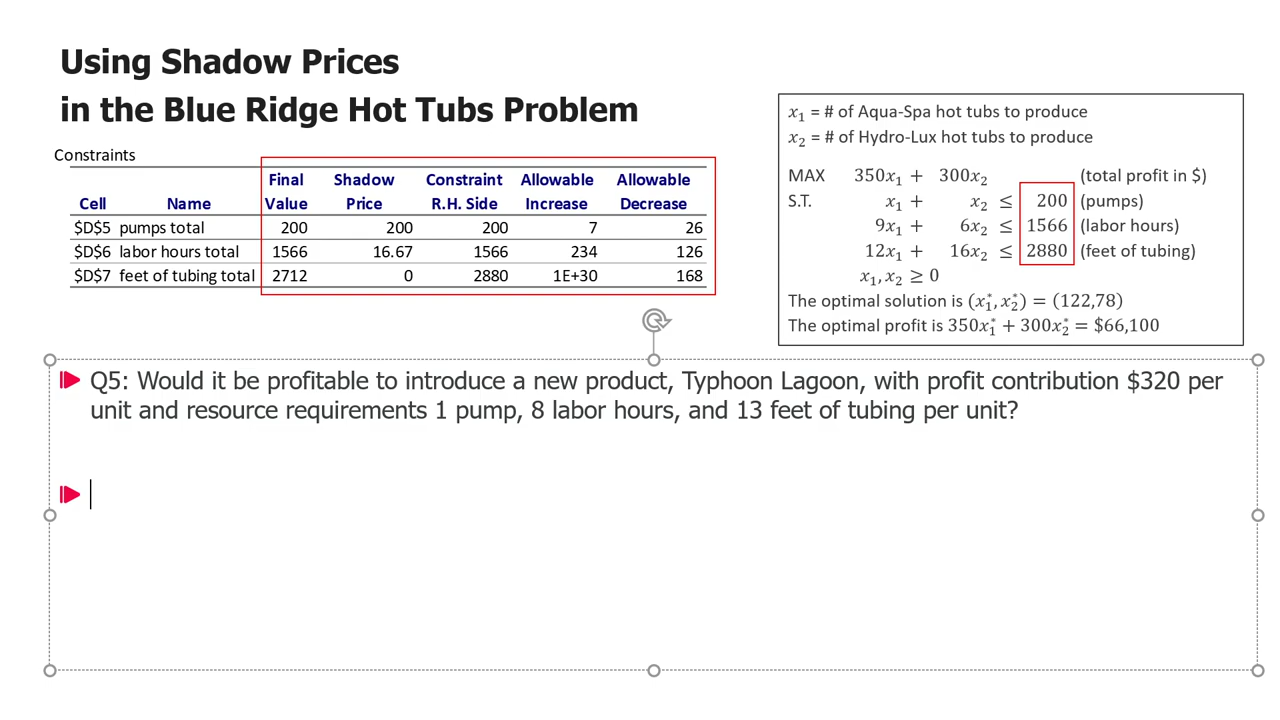 Using Shadow Prices
in the Blue Ridge Hot Tubs Problem
Constraints
Final Shadow Constraint Allowable Allowable
Cell Name Value Price R.H. Side Increase Decrease
$D$5 pumps total 200 200 200 7 26
$D$6 labor hours total 1566 16.67 1566 234 126
$D$7 feet of tubing total 2712 0 2880 1E+30 168
x₁ = # of Aqua-Spa hot tubs to produce
x₂ = # of Hydro-Lux hot tubs to produce
MAX 350x₁ + 300x₂ (total profit in $)
S.T. x₁ + x₂ ≤ 200 (pumps)
9x₁ + 6x₂ ≤ 1566 (labor hours)
12x₁ + 16x₂ ≤ 2880 (feet of tubing)
x₁, x₂ ≥ 0
The optimal solution is (x₁*, x₂*) = (122,78)
The optimal profit is 350x₁* + 300x₂* = $66,100
Q5: Would it be profitable to introduce a new product, Typhoon Lagoon, with profit contribution $320 per
unit and resource requirements 1 pump, 8 labor hours, and 13 feet of tubing per unit?